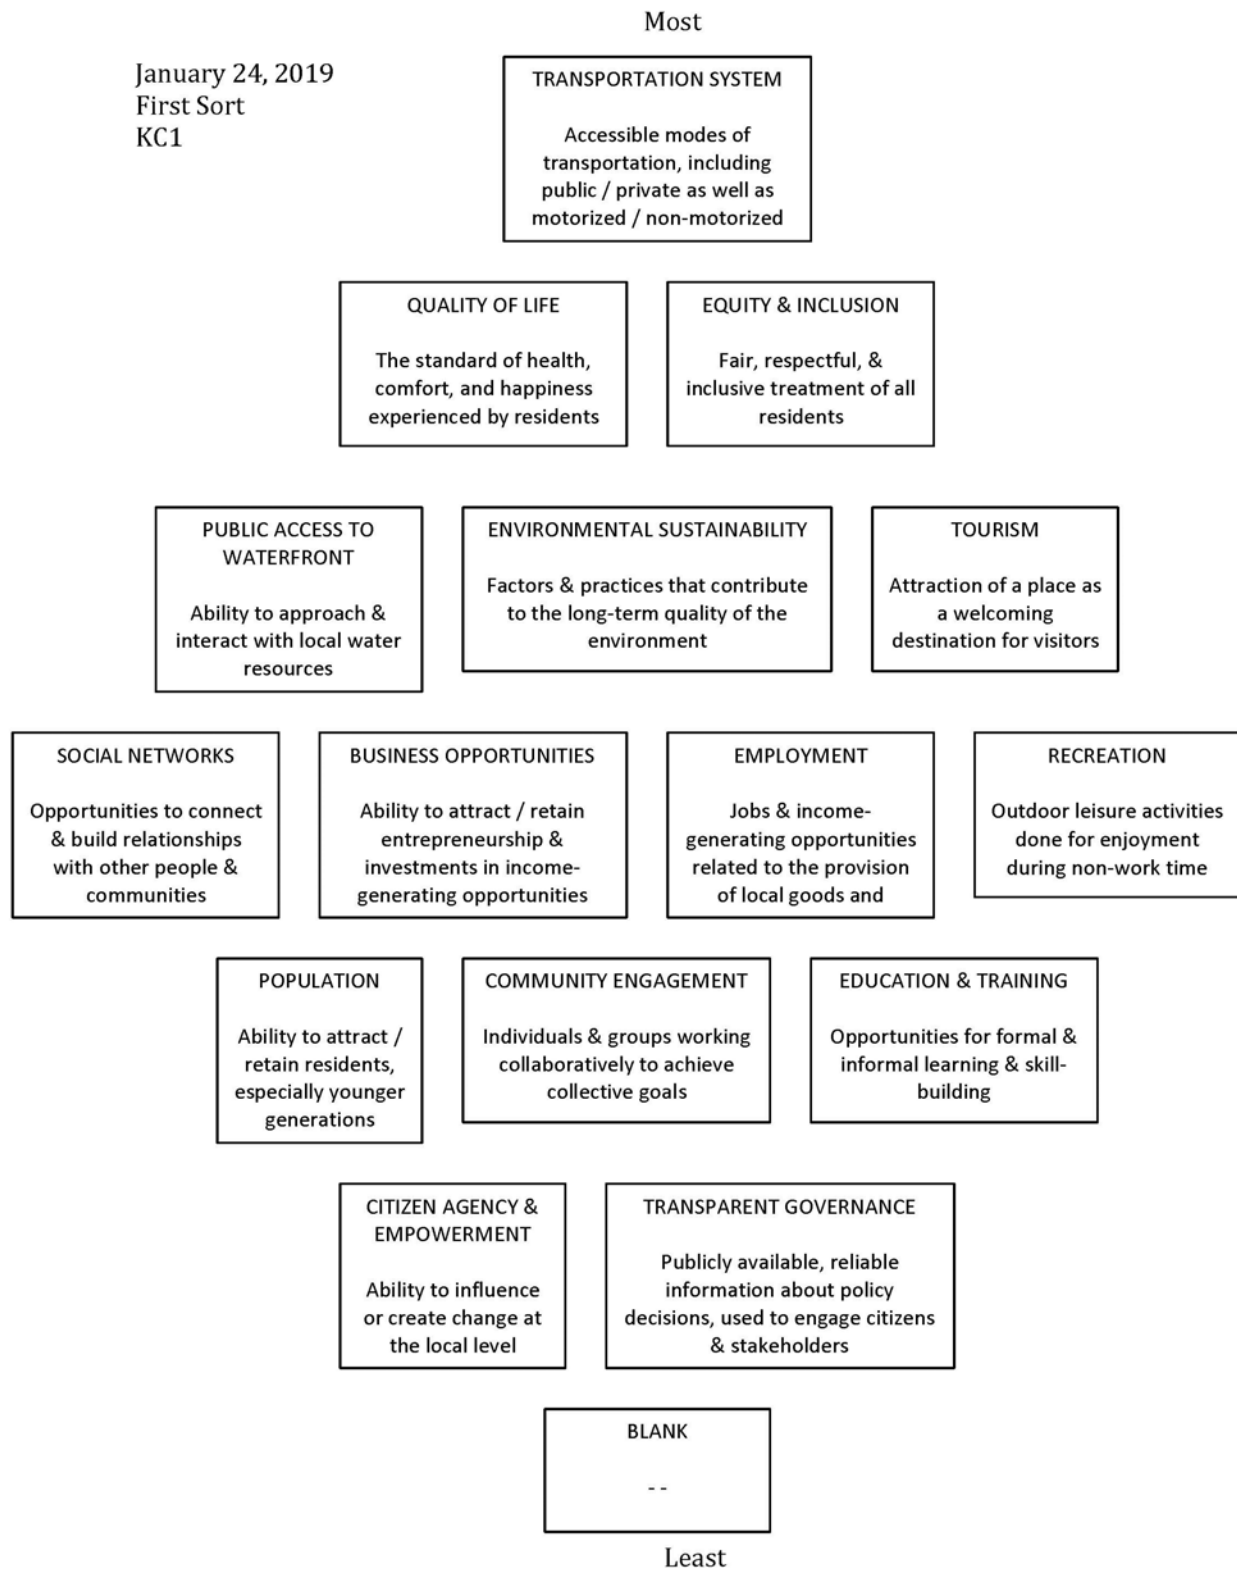 Most
January 24, 2019
First Sort
KC1
TRANSPORTATION SYSTEM
Accessible modes of
transportation, including
public / private as well as
motorized / non-motorized
QUALITY OF LIFE
The standard of health,
comfort, and happiness
experienced by residents
EQUITY & INCLUSION
Fair, respectful, &
inclusive treatment of all
residents
PUBLIC ACCESS TO
WATERFRONT
Ability to approach &
interact with local water
resources
ENVIRONMENTAL SUSTAINABILITY
Factors & practices that contribute
to the long-term quality of the
environment
TOURISM
Attraction of a place as
a welcoming
destination for visitors
SOCIAL NETWORKS
Opportunities to connect
& build relationships
with other people &
communities
BUSINESS OPPORTUNITIES
Ability to attract / retain
entrepreneurship &
investments in income-
generating opportunities
EMPLOYMENT
Jobs & income-
generating opportunities
related to the provision
of local goods and
RECREATION
Outdoor leisure activities
done for enjoyment
during non-work time
POPULATION
Ability to attract /
retain residents,
especially younger
generations
COMMUNITY ENGAGEMENT
Individuals & groups working
collaboratively to achieve
collective goals
EDUCATION & TRAINING
Opportunities for formal &
informal learning & skill-
building
CITIZEN AGENCY &
EMPOWERMENT
Ability to influence
or create change at
the local level
TRANSPARENT GOVERNANCE
Publicly available, reliable
information about policy
decisions, used to engage citizens
& stakeholders
BLANK
- -
Least